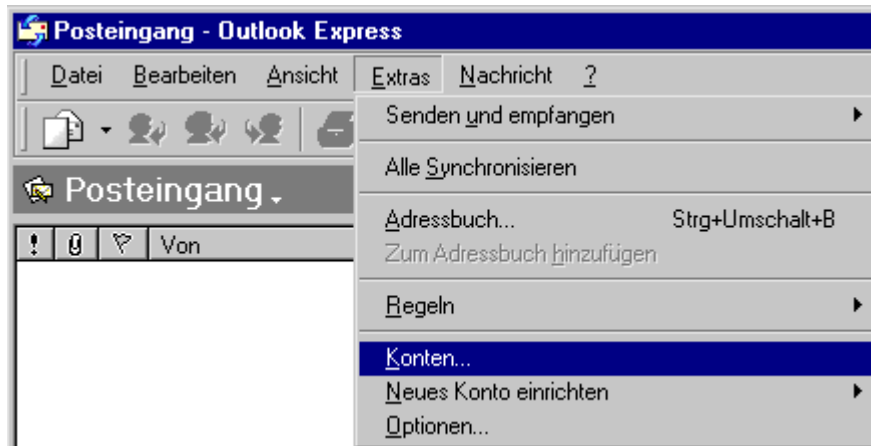 Posteingang - Outlook Express
Datei Bearbeiten Ansicht Extras Nachricht ?
Senden und empfangen
Alle Synchronisieren
Posteingang
Adressbuch... Strg+Umschalt+B
! Von
Zum Adressbuch hinzufügen
Regeln
Konten...
Neues Konto einrichten
Optionen...